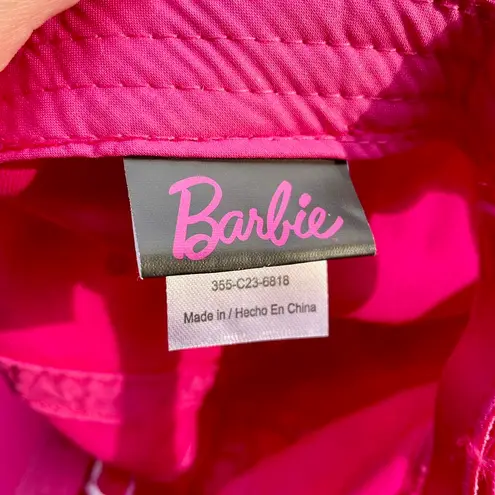 Barbie
355-C23-6818
Made in / Hecho En China